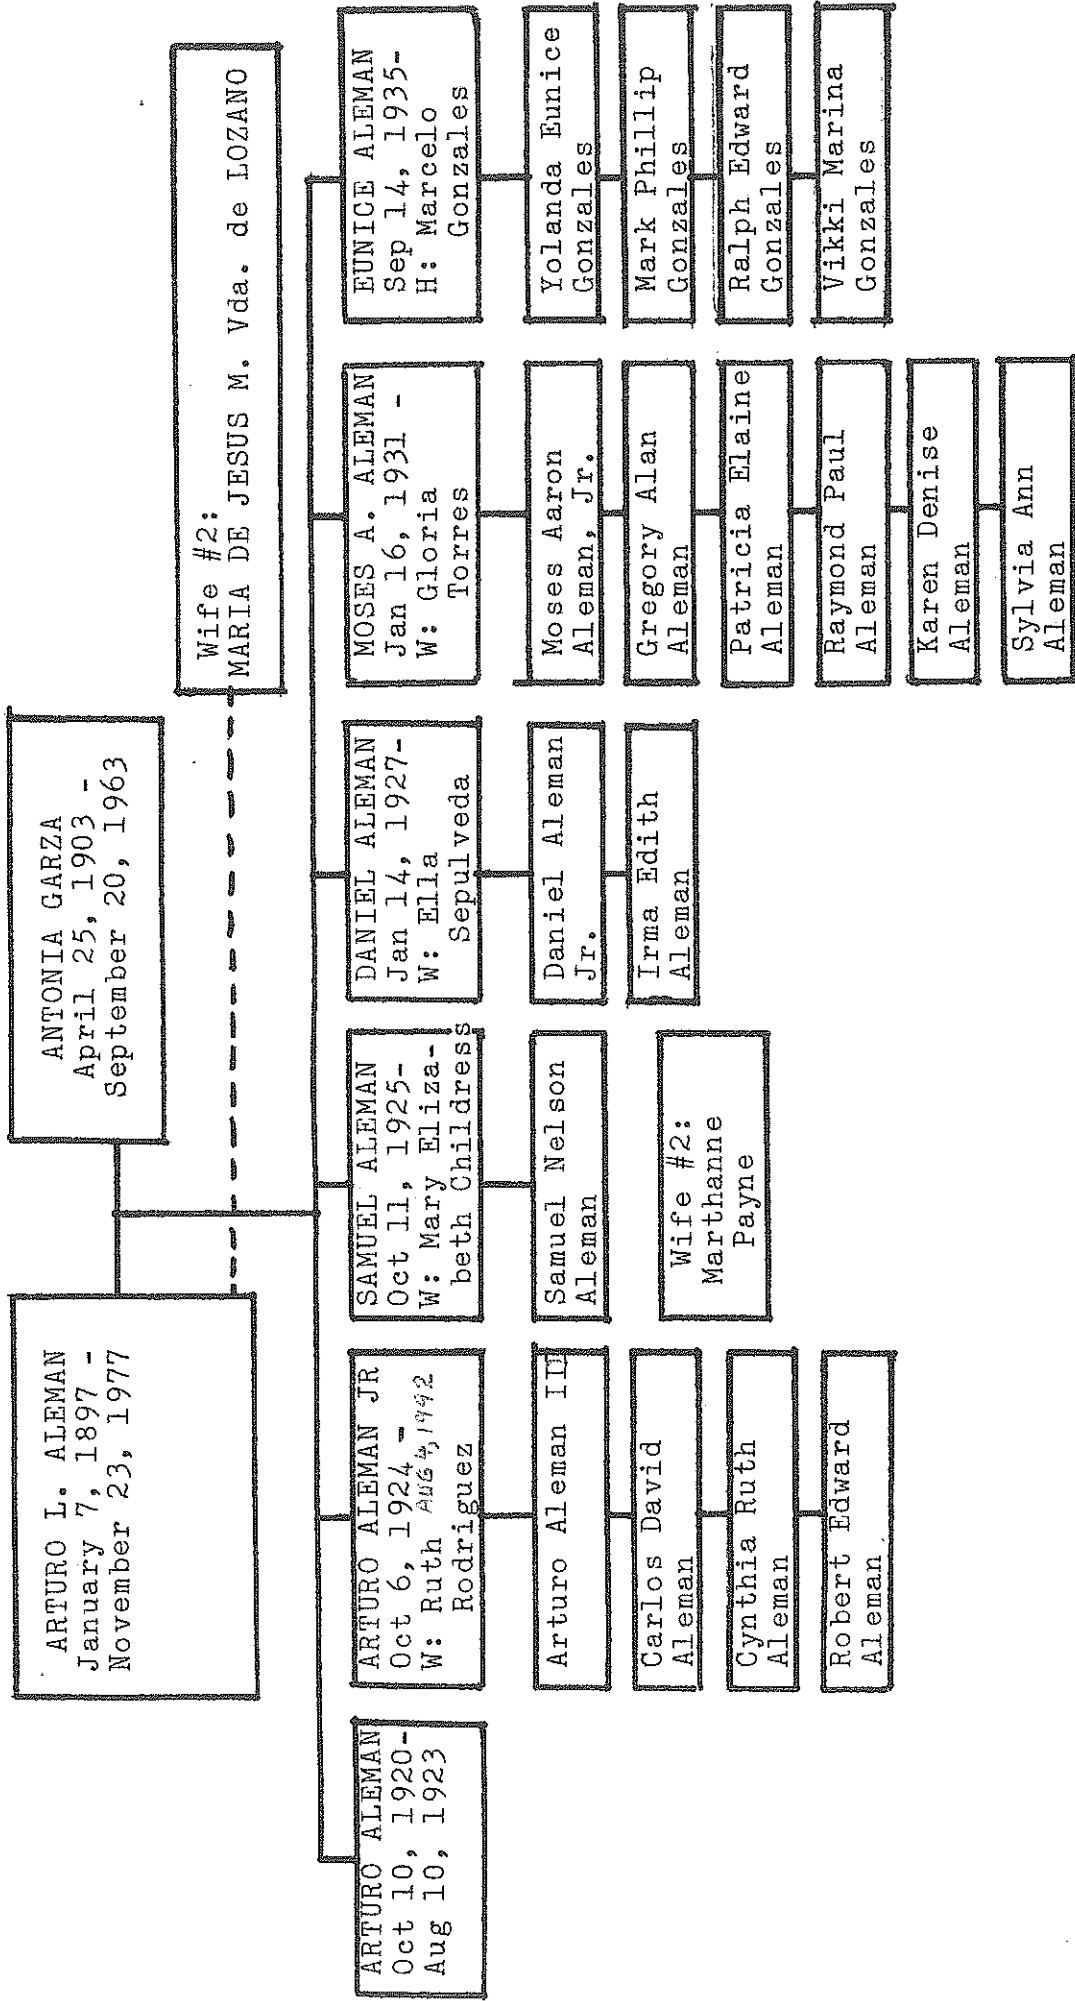 ARTURO L. ALEMAN
January 7, 1897 -
November 23, 1977
ANTONIA GARZA
April 25, 1903 -
September 20, 1963
Wife #2:
MARIA DE JESUS M. Vda. de LOZANO
ARTURO ALEMAN
Oct 10, 1920-
Aug 10, 1923
ARTURO ALEMAN JR
Oct 6, 1924 -
AUG 4, 1992
W: Ruth
Rodriguez
Arturo Aleman III
Carlos David
Aleman
Cynthia Ruth
Aleman
Robert Edward
Aleman
SAMUEL ALEMAN
Oct 11, 1925-
W: Mary Eliza-
beth Childress
Samuel Nelson
Aleman
Wife #2:
Marthanne
Payne
DANIEL ALEMAN
Jan 14, 1927-
W: Ella
Sepulveda
Daniel Aleman
Jr.
Irma Edith
Aleman
MOSES A. ALEMAN
Jan 16, 1931 -
W: Gloria
Torres
Moses Aaron
Aleman, Jr.
Gregory Alan
Aleman
Patricia Elaine
Aleman
Raymond Paul
Aleman
Karen Denise
Aleman
Sylvia Ann
Aleman
EUNICE ALEMAN
Sep 14, 1935-
H: Marcelo
Gonzales
Yolanda Eunice
Gonzales
Mark Phillip
Gonzales
Ralph Edward
Gonzales
Vikki Marina
Gonzales